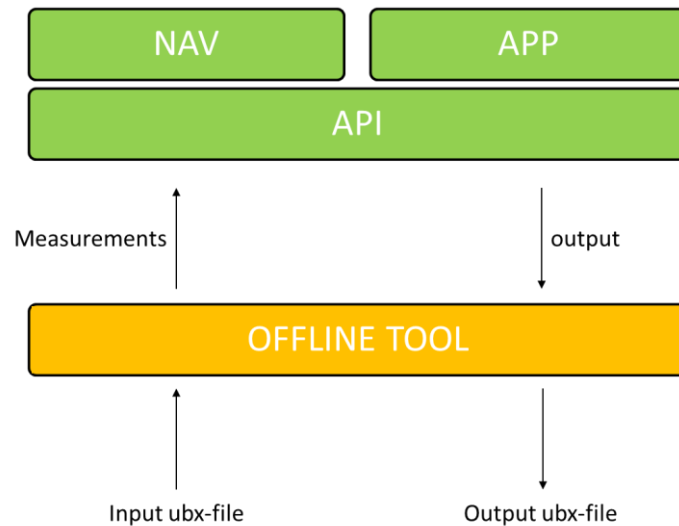 NAV
APP
API
Measurements
output
OFFLINE TOOL
Input ubx-file
Output ubx-file